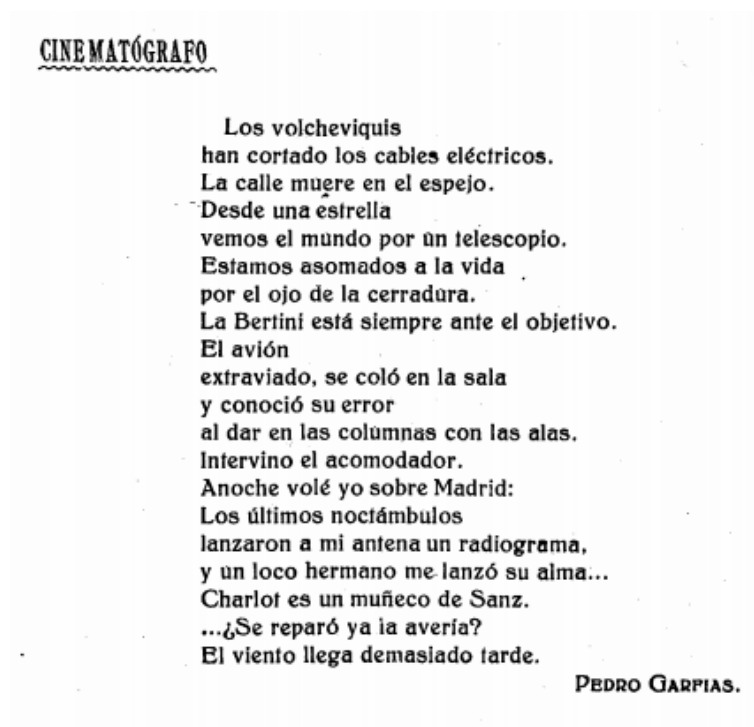 CINEMATÓGRAFO
Los volcheviquis
han cortado los cables eléctricos.
La calle muere en el espejo.
Desde una estrella
vemos el mundo por un telescopio.
Estamos asomados a la vida
por el ojo de la cerradura.
La Bertini está siempre ante el objetivo.
El avión
extraviado, se coló en la sala
y conoció su error
al dar en las columnas con las alas.
Intervino el acomodador.
Anoche volé yo sobre Madrid:
Los últimos noctámbulos
lanzaron a mi antena un radiograma,
y un loco hermano me lanzó su alma...
Charlot es un muñeco de Sanz.
...¿Se reparó ya la avería?
El viento llega demasiado tarde.
PEDRO GARFIAS.